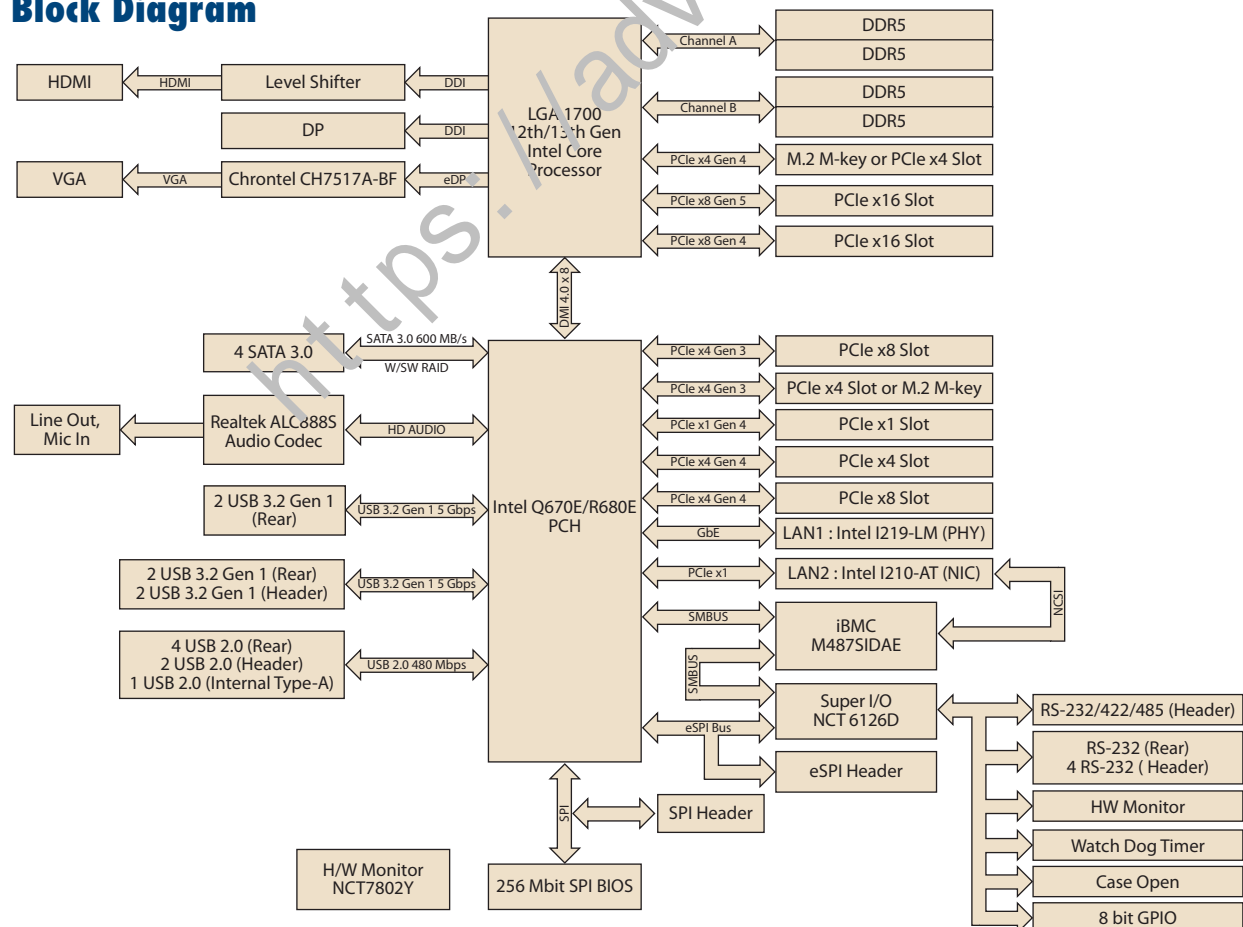 Block Diagram
HDMI
HDMI
Level Shifter
DDI
DP
DDI
VGA
VGA
Chrontel CH7517A-BF
eDP
LGA 1700
12th/13th Gen
Intel Core
Processor
Channel A
DDR5
DDR5
Channel B
DDR5
DDR5
PCIe x4 Gen 4
M.2 M-key or PCIe x4 Slot
PCIe x8 Gen 5
PCIe x16 Slot
PCIe x8 Gen 4
PCIe x16 Slot
DMI 4.0 x 8
4 SATA 3.0
SATA 3.0 600 MB/s
W/SW RAID
Line Out,
Mic In
Realtek ALC888S
Audio Codec
HD AUDIO
2 USB 3.2 Gen 1
(Rear)
USB 3.2 Gen 1 5 Gbps
2 USB 3.2 Gen 1 (Rear)
2 USB 3.2 Gen 1 (Header)
USB 3.2 Gen 1 5 Gbps
4 USB 2.0 (Rear)
2 USB 2.0 (Header)
1 USB 2.0 (Internal Type-A)
USB 2.0 480 Mbps
Intel Q670E/R680E
PCH
PCIe x4 Gen 3
PCIe x8 Slot
PCIe x4 Gen 3
PCIe x4 Slot or M.2 M-key
PCIe x1 Gen 4
PCIe x1 Slot
PCIe x4 Gen 4
PCIe x4 Slot
PCIe x4 Gen 4
PCIe x8 Slot
GbE
LAN1 : Intel I219-LM (PHY)
PCIe x1
LAN2 : Intel I210-AT (NIC)
NCSI
SMBUS
iBMC
M487SIDAE
SMBUS
Super I/O
NCT 6126D
eSPI Bus
eSPI Header
RS-232/422/485 (Header)
RS-232 (Rear)
4 RS-232 ( Header)
HW Monitor
Watch Dog Timer
Case Open
8 bit GPIO
SPI
SPI Header
256 Mbit SPI BIOS
H/W Monitor
NCT7802Y
https://adv